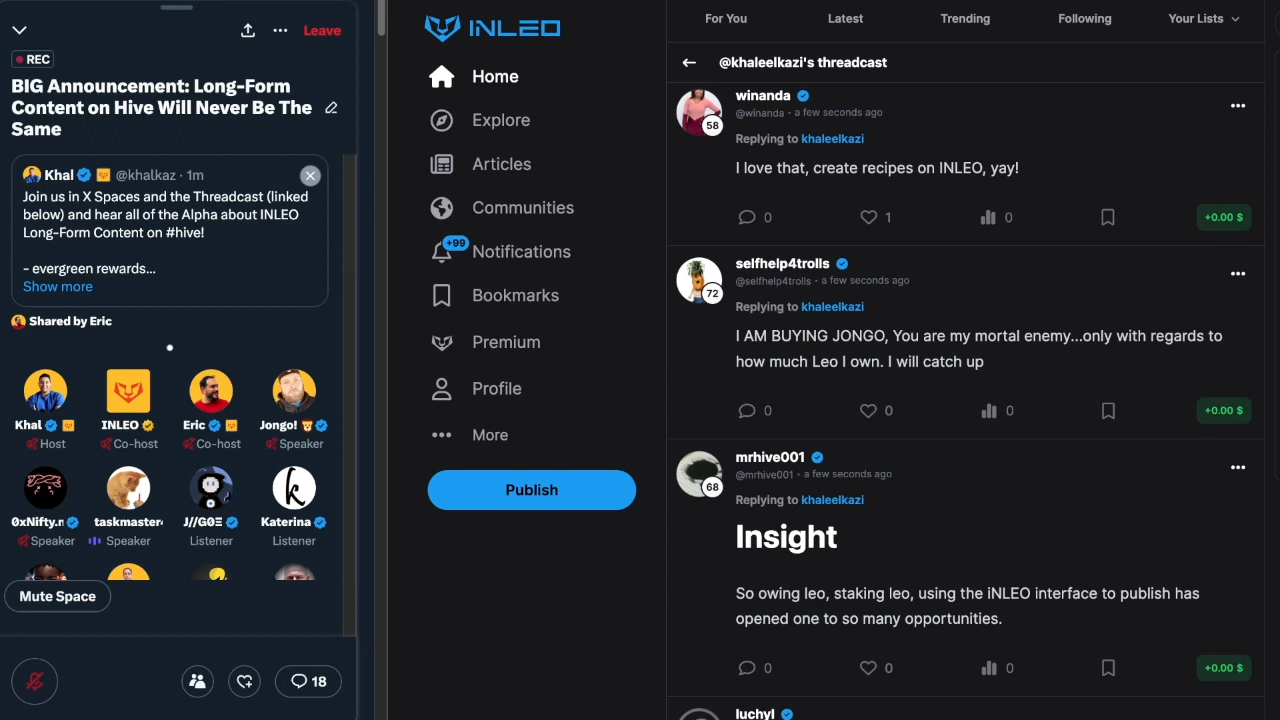 Leave
REC
BIG Announcement: Long-Form
Content on Hive Will Never Be The
Same
Khal @khalkaz · 1m
Join us in X Spaces and the Threadcast (linked
below) and hear all of the Alpha about INLEO
Long-Form Content on #hive!
- evergreen rewards...
Show more
Shared by Eric
Khal INLEO Eric Jongo!
Host Co-host Co-host Speaker
0xNifty.n taskmaster J//G0Ξ Katerina
Speaker Speaker Listener Listener
Mute Space
18
INLEO
Home
Explore
Articles
Communities
+99
Notifications
Bookmarks
Premium
Profile
More
Publish
For You Latest Trending Following Your Lists
@khaleelkazi's threadcast
winanda
@winanda · a few seconds ago
58
Replying to khaleelkazi
I love that, create recipes on INLEO, yay!
0 1 0 +0.00 $
selfhelp4trolls
@selfhelp4trolls · a few seconds ago
72
Replying to khaleelkazi
I AM BUYING JONGO, You are my mortal enemy...only with regards to
how much Leo I own. I will catch up
0 0 0 +0.00 $
mrhive001
@mrhive001 · a few seconds ago
68
Replying to khaleelkazi
Insight
So owing leo, staking leo, using the iNLEO interface to publish has
opened one to so many opportunities.
0 0 0 +0.00 $
luchyl